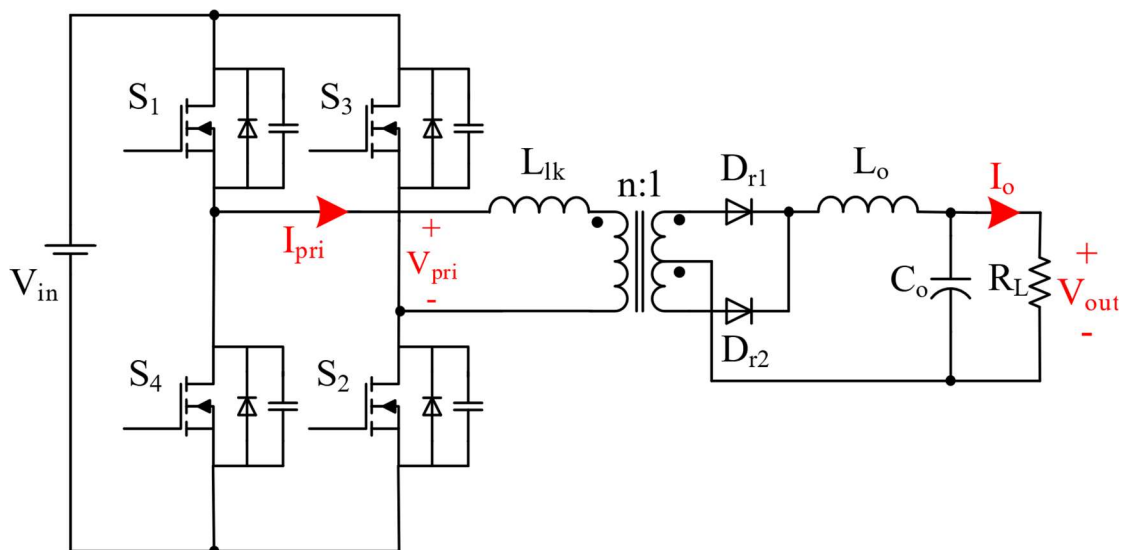 S1
S3
Llk
n:1
Dr1
Lo
Io
Ipri
+
Vpri
-
Vin
Co
RL
+
Vout
-
Dr2
S4
S2